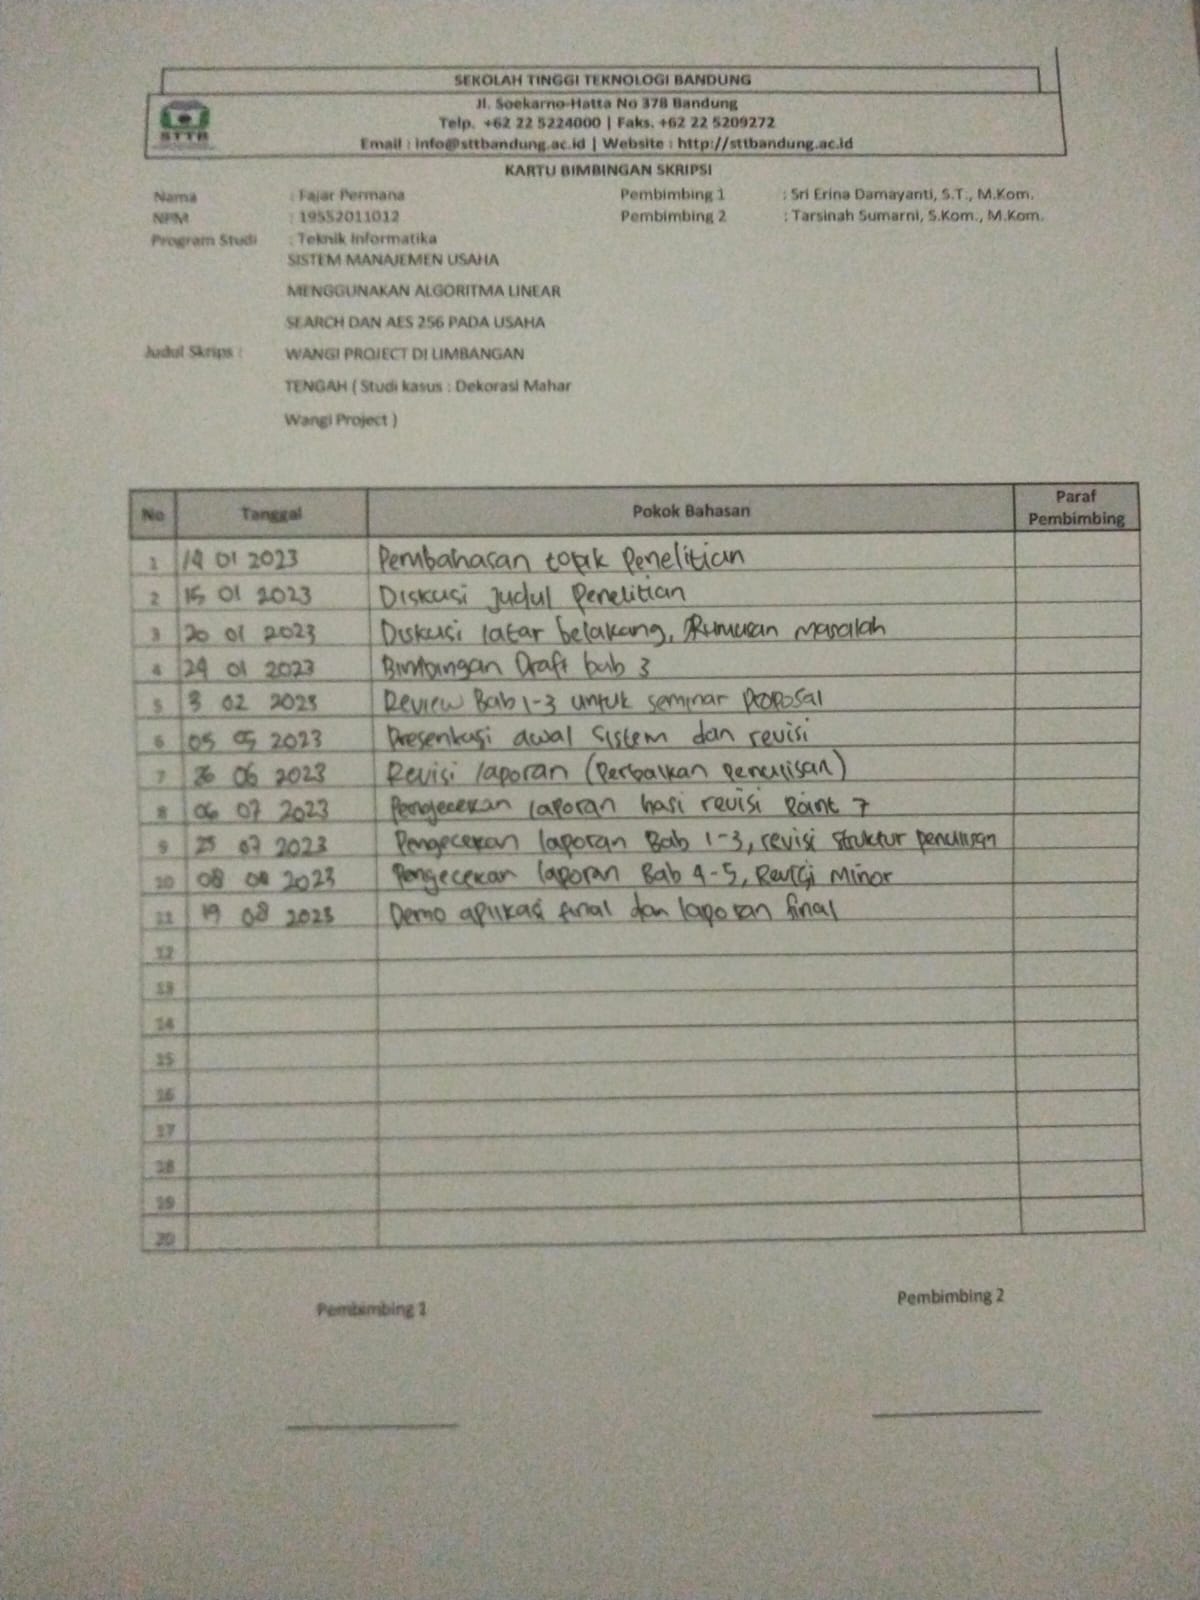 SEKOLAH TINGGI TEKNOLOGI BANDUNG
Jl. Soekarno-Hatta No 378 Bandung
Telp. +62 22 5224000 | Faks. +62 22 5209272
Email : info@sttbandung.ac.id | Website : http://sttbandung.ac.id
STTB
KARTU BIMBINGAN SKRIPSI
Nama : Fajar Permana Pembimbing 1 : Sri Erina Damayanti, S.T., M.Kom.
NPM : 19552011012 Pembimbing 2 : Tarsinah Sumarni, S.Kom., M.Kom.
Program Studi : Teknik Informatika
SISTEM MANAJEMEN USAHA
MENGGUNAKAN ALGORITMA LINEAR
SEARCH DAN AES 256 PADA USAHA
Judul Skrips : WANGI PROJECT DI LIMBANGAN
TENGAH ( Studi kasus : Dekorasi Mahar
Wangi Project )
No Tanggal Pokok Bahasan Paraf Pembimbing
1 14 01 2023 Pembahasan topik Penelitian
2 15 01 2023 Diskusi judul Penelitian
3 20 01 2023 Diskusi latar belakang, Rumusan Masalah
4 24 01 2023 Bimbingan Draft bab 3
5 3 02 2023 Review Bab 1-3 untuk seminar proposal
6 05 05 2023 Presentasi awal sistem dan revisi
7 26 06 2023 Revisi laporan (Perbaikan Penulisan)
8 06 07 2023 Pengecekan laporan hasi revisi Point 7
9 25 07 2023 Pengecekan laporan Bab 1-3, revisi struktur penulisan
10 08 08 2023 Pengecekan laporan Bab 4-5, Revisi Minor
11 19 08 2023 Demo aplikasi final dan laporan final
12
13
14
15
16
17
18
19
20
Pembimbing 1 Pembimbing 2